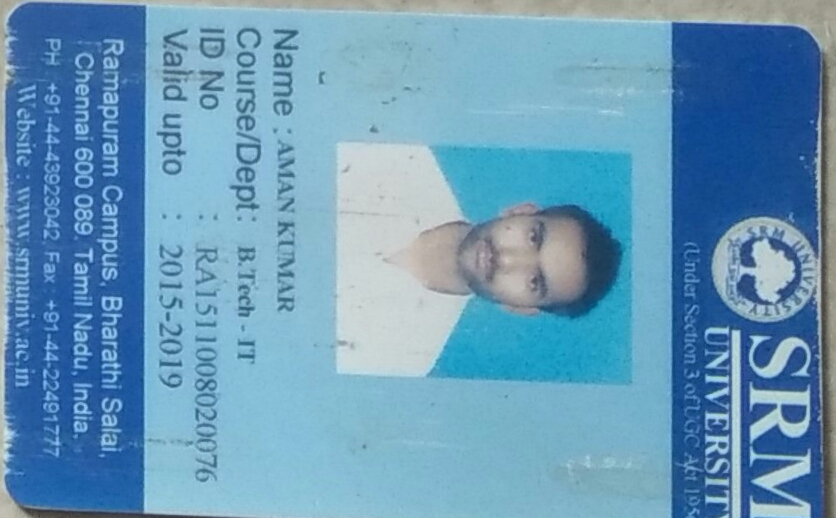 SRM
UNIVERSITY
(Under Section 3 of UGC Act 195
SRM UNIVERSITY
Name : AMAN KUMAR
Course/Dept: B.Tech - IT
ID No : RA1511008020076
Valid upto : 2015-2019
Ramapuram Campus, Bharathi Salai,
Chennai 600 089. Tamil Nadu, India.
PH : +91-44-43923042 Fax : +91-44-22491777
Website : www.srmuniv.ac.in